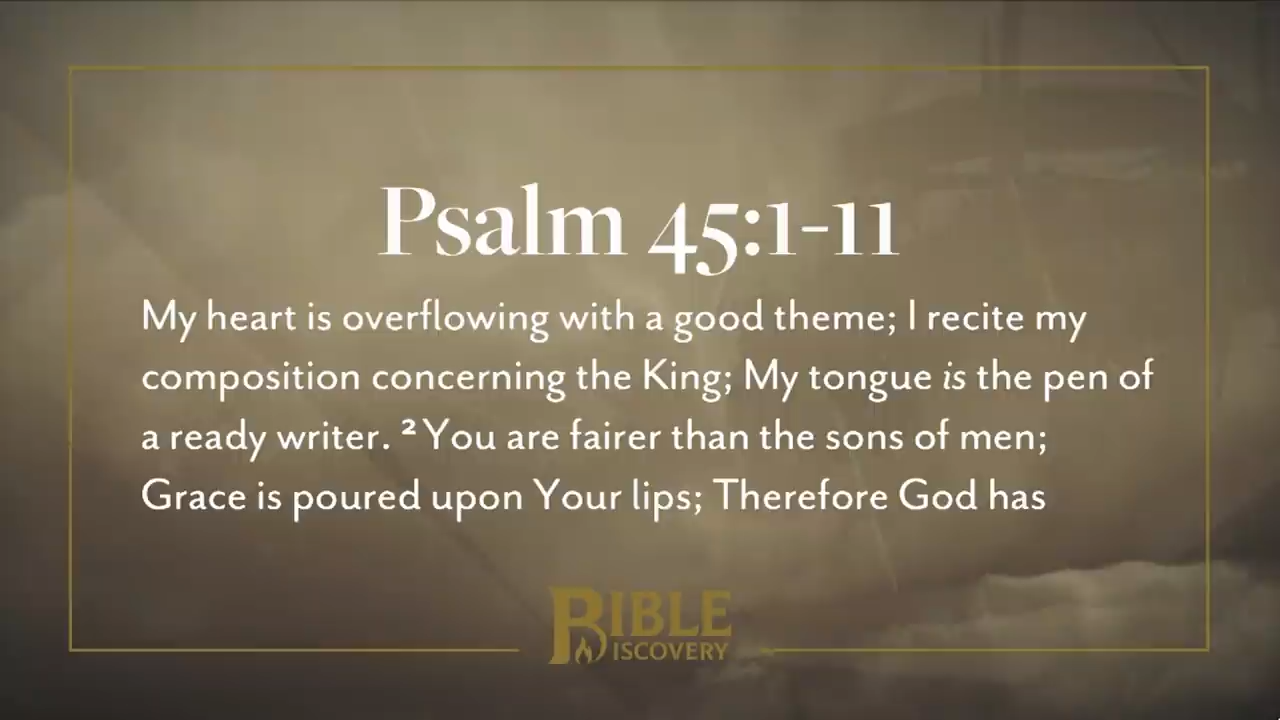 Psalm 45:1-11
My heart is overflowing with a good theme; I recite my
composition concerning the King; My tongue is the pen of
a ready writer. ² You are fairer than the sons of men;
Grace is poured upon Your lips; Therefore God has
BIBLE
DISCOVERY